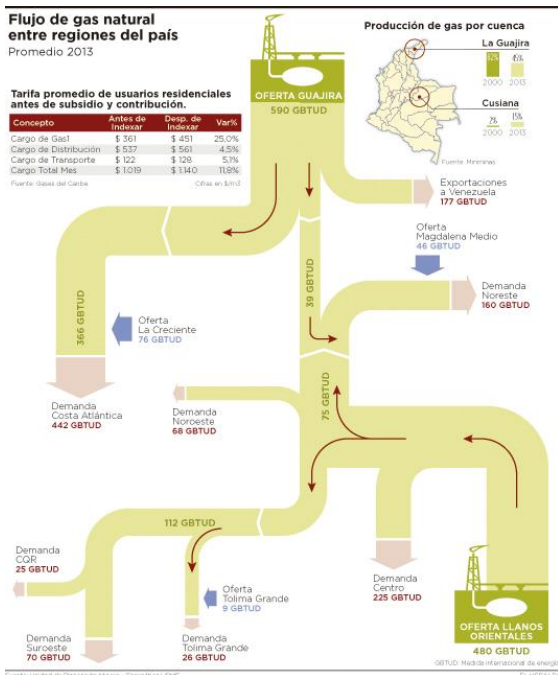 Flujo de gas natural
entre regiones del país
Promedio 2013
Tarifa promedio de usuarios residenciales
antes de subsidio y contribución.
Concepto Antes de Indexar Desp. de Indexar Var%
Cargo de Gas1 $ 361 $ 451 25,0%
Cargo de Distribución $ 537 $ 561 4,5%
Cargo de Transporte $ 122 $ 128 5,1%
Cargo Total Mes $ 1.019 $ 1.140 11,8%
Fuente: Gases del Caribe
Cifras en $/m3
OFERTA GUAJIRA
590 GBTUD
Producción de gas por cuenca
La Guajira
2000 2013
Cusiana
2% 15%
2000 2013
Fuente: Minminas
Exportaciones
a Venezuela
177 GBTUD
Oferta
Magdalena Medio
46 GBTUD
39 GBTUD
Demanda
Noreste
160 GBTUD
366 GBTUD
Oferta
La Creciente
76 GBTUD
Demanda
Costa Atlántica
442 GBTUD
Demanda
Noroeste
68 GBTUD
75 GBTUD
112 GBTUD
Demanda
CQR
25 GBTUD
Oferta
Tolima Grande
9 GBTUD
Demanda
Centro
225 GBTUD
OFERTA LLANOS
ORIENTALES
480 GBTUD
Demanda
Suroeste
70 GBTUD
Demanda
Tolima Grande
26 GBTUD
GBTUD: Medida internacional de energía